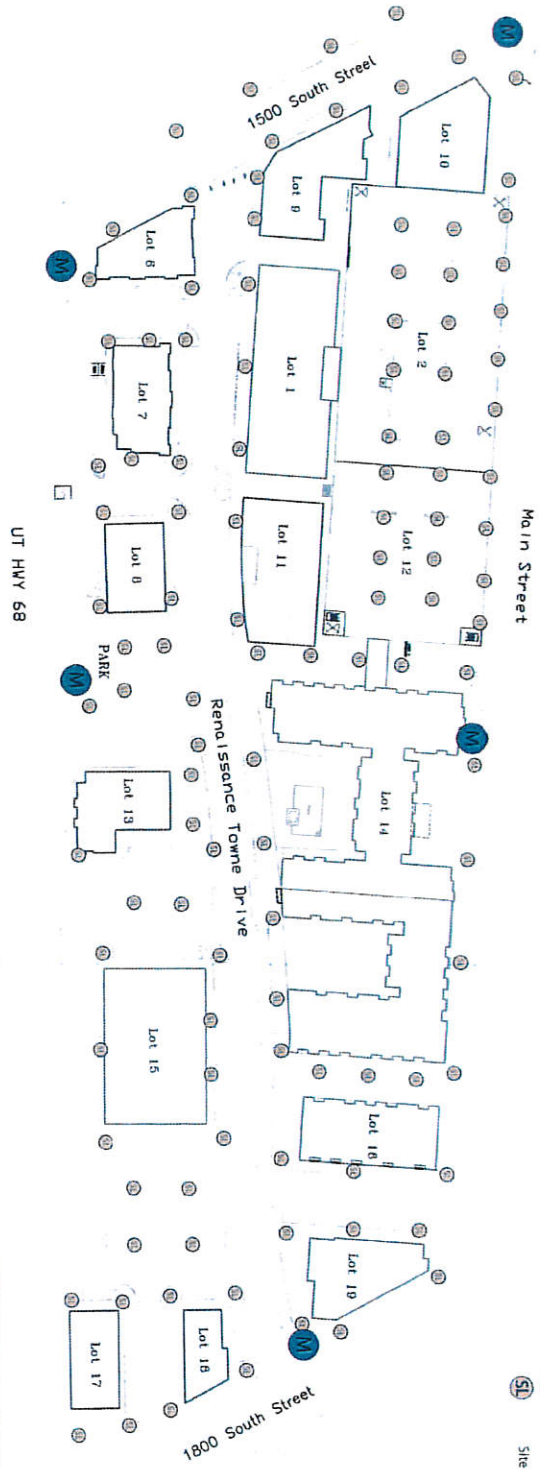 M
1500 South Street
Lot 10
Lot 9
Lot 6
M
Lot 2
Lot 1
Lot 7
Main Street
Lot 12
Lot 11
Lot 8
UT HWY 68
PARK
M
M
Renaissance Towne Drive
Lot 14
Lot 13
Lot 15
Lot 18
Lot 19
M
Lot 16
Lot 17
1800 South Street
SL
Site